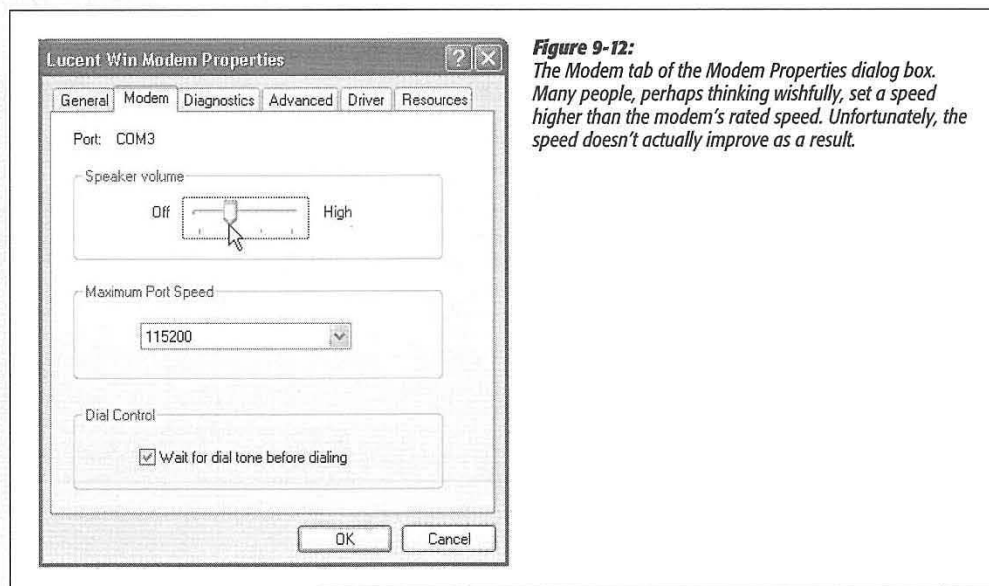 Lucent Win Modem Properties
General Modem Diagnostics Advanced Driver Resources
Port: COM3
Speaker volume
Off High
Maximum Port Speed
115200
Dial Control
Wait for dial tone before dialing
OK Cancel
Figure 9-12:
The Modem tab of the Modem Properties dialog box.
Many people, perhaps thinking wishfully, set a speed
higher than the modem's rated speed. Unfortunately, the
speed doesn't actually improve as a result.